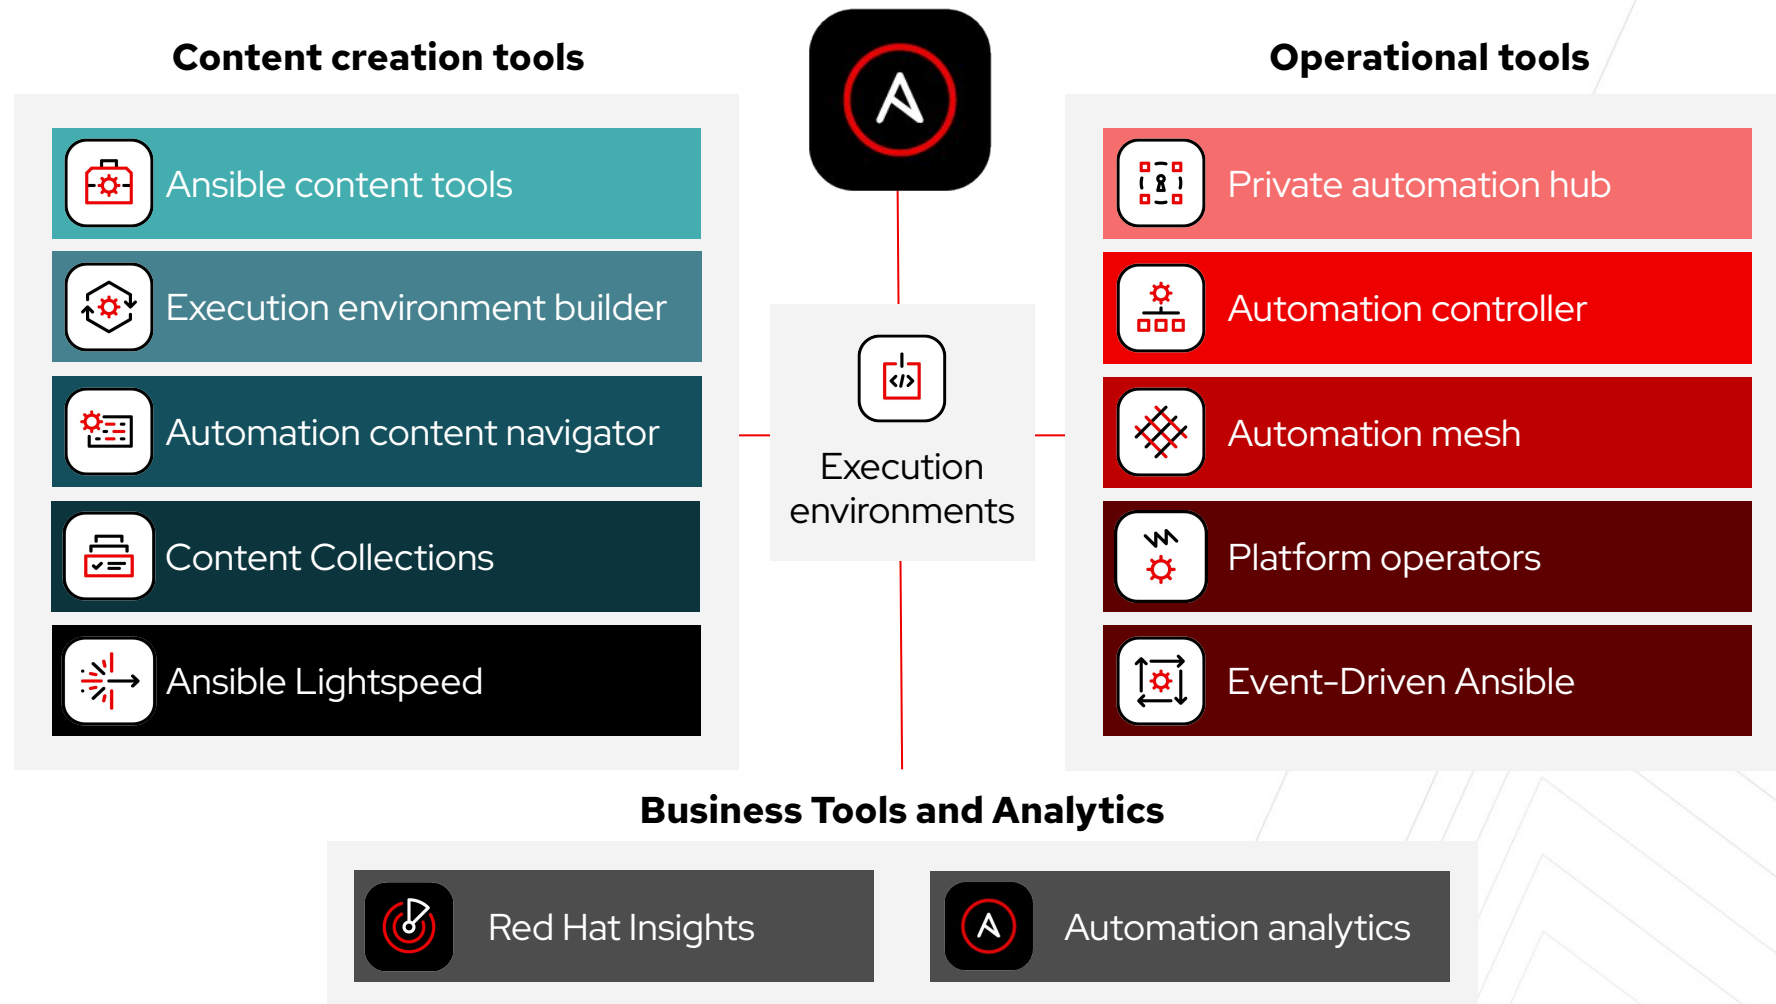 Content creation tools
Ansible content tools
Execution environment builder
Automation content navigator
Content Collections
Ansible Lightspeed
</>
Execution
environments
Operational tools
Private automation hub
Automation controller
Automation mesh
Platform operators
Event-Driven Ansible
Business Tools and Analytics
Red Hat Insights
Automation analytics